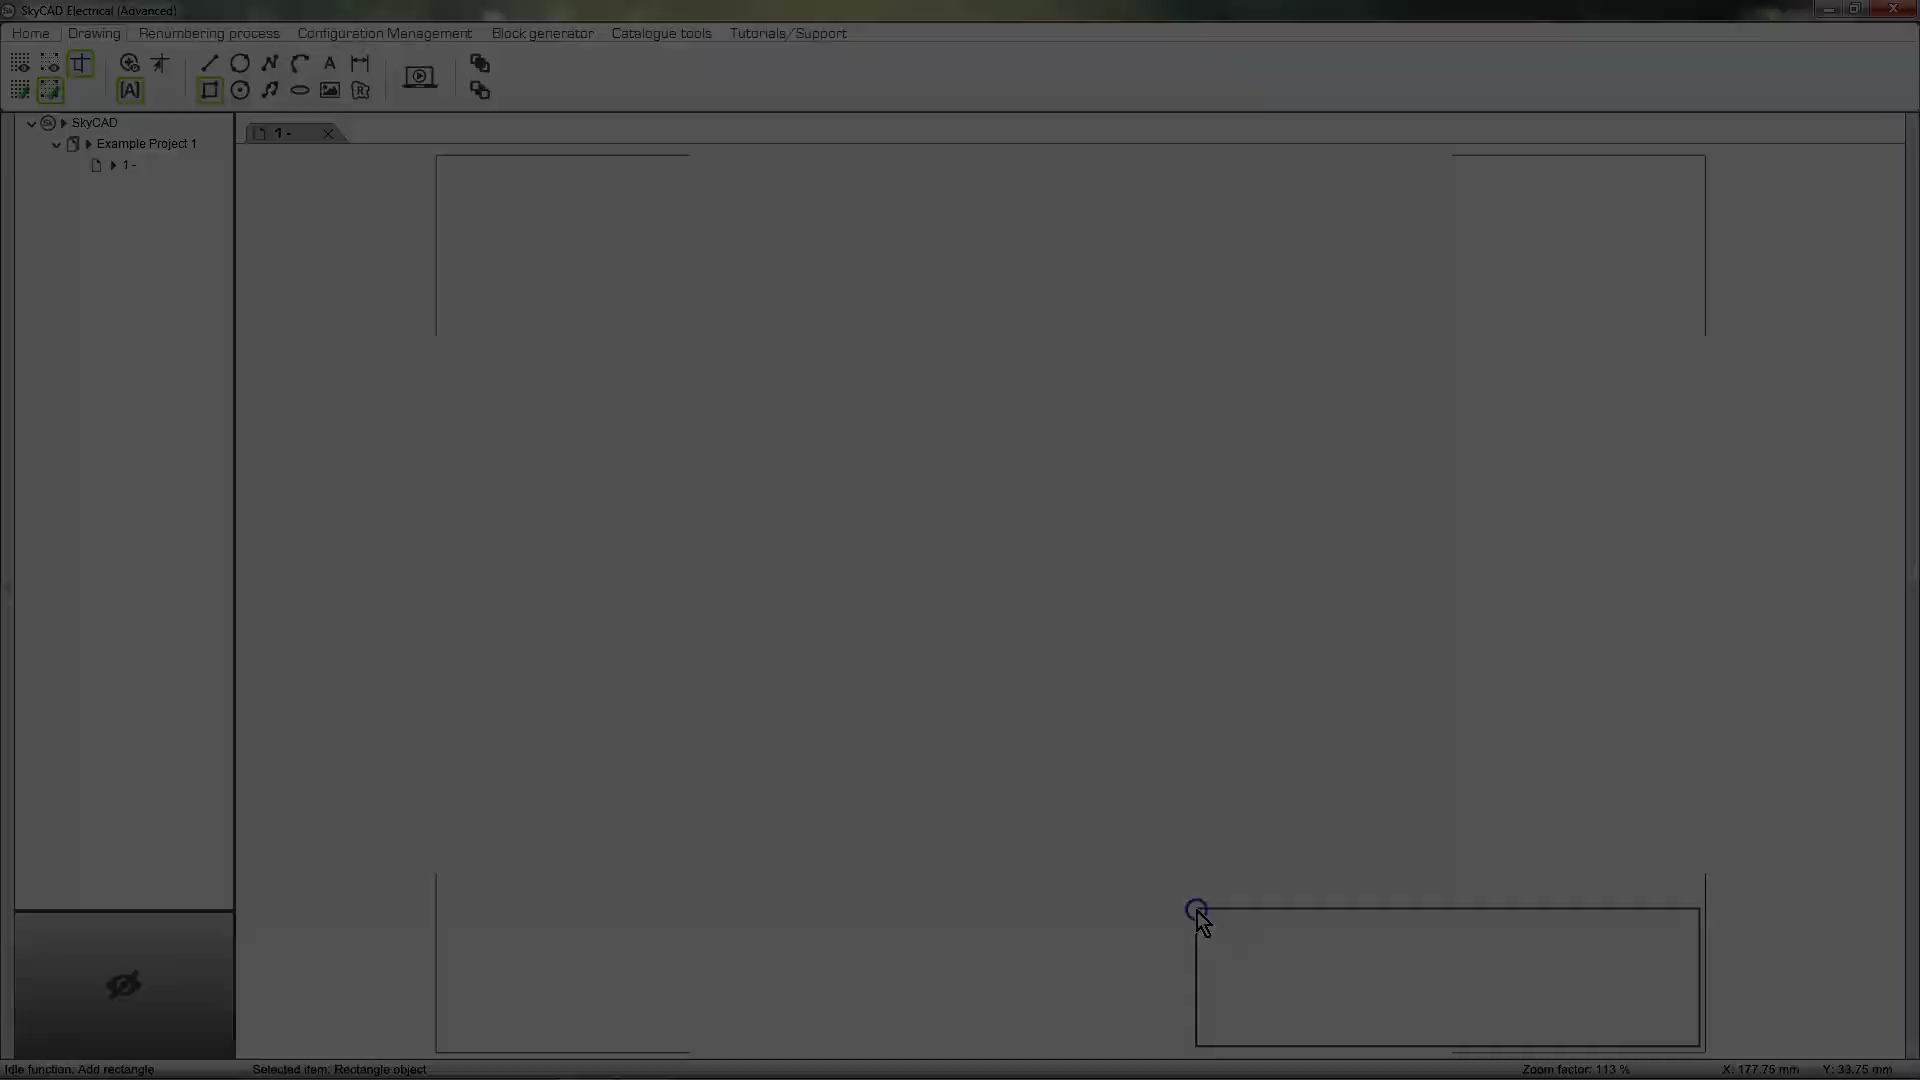 SkyCAD Electrical (Advanced)
Home Drawing Renumbering process Configuration Management Block generator Catalogue tools Tutorials/Support
[A] A R
SkyCAD
Example Project 1
1 -
1 -
Idle function. Add rectangle Selected item: Rectangle object Zoom factor: 113 % X: 177.75 mm Y: 33.75 mm